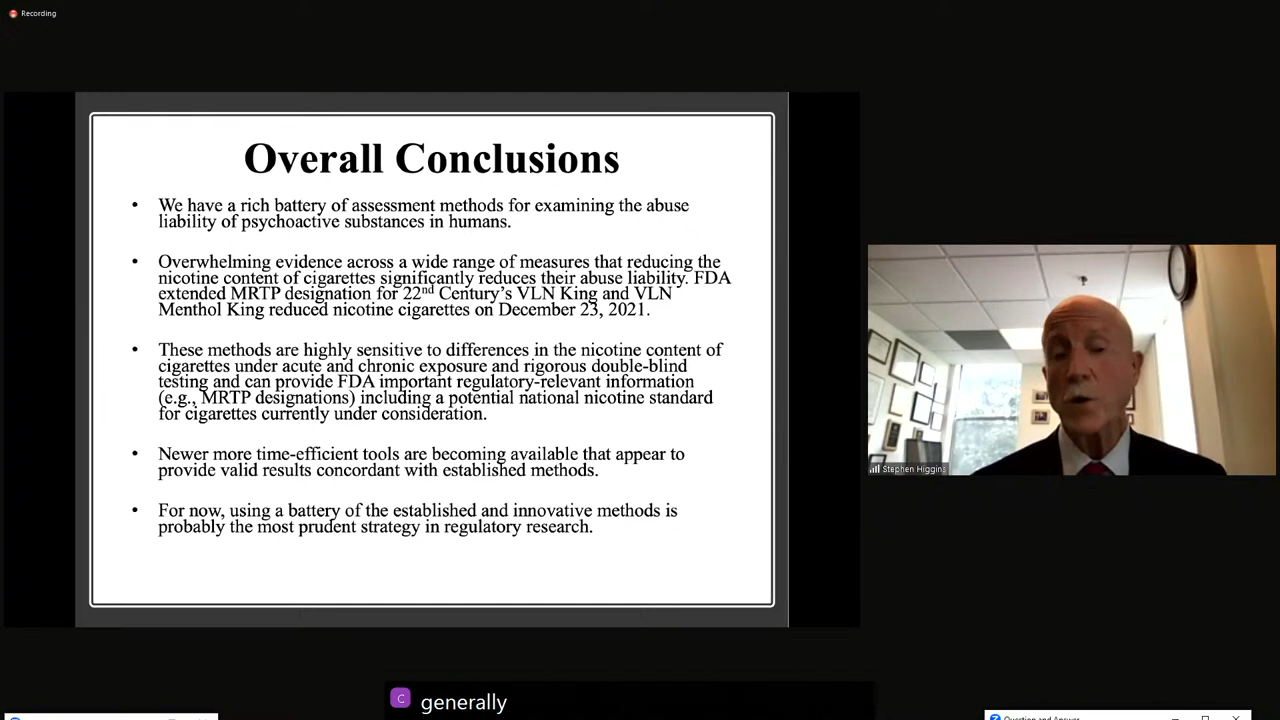 Recording
Overall Conclusions
• We have a rich battery of assessment methods for examining the abuse
liability of psychoactive substances in humans.
• Overwhelming evidence across a wide range of measures that reducing the
nicotine content of cigarettes significantly reduces their abuse liability. FDA
extended MRTP designation for 22nd Century’s VLN King and VLN
Menthol King reduced nicotine cigarettes on December 23, 2021.
• These methods are highly sensitive to differences in the nicotine content of
cigarettes under acute and chronic exposure and rigorous double-blind
testing and can provide FDA important regulatory-relevant information
(e.g., MRTP designations) including a potential national nicotine standard
for cigarettes currently under consideration.
• Newer more time-efficient tools are becoming available that appear to
provide valid results concordant with established methods.
• For now, using a battery of the established and innovative methods is
probably the most prudent strategy in regulatory research.
Stephen Higgins
C generally
Question and Answer